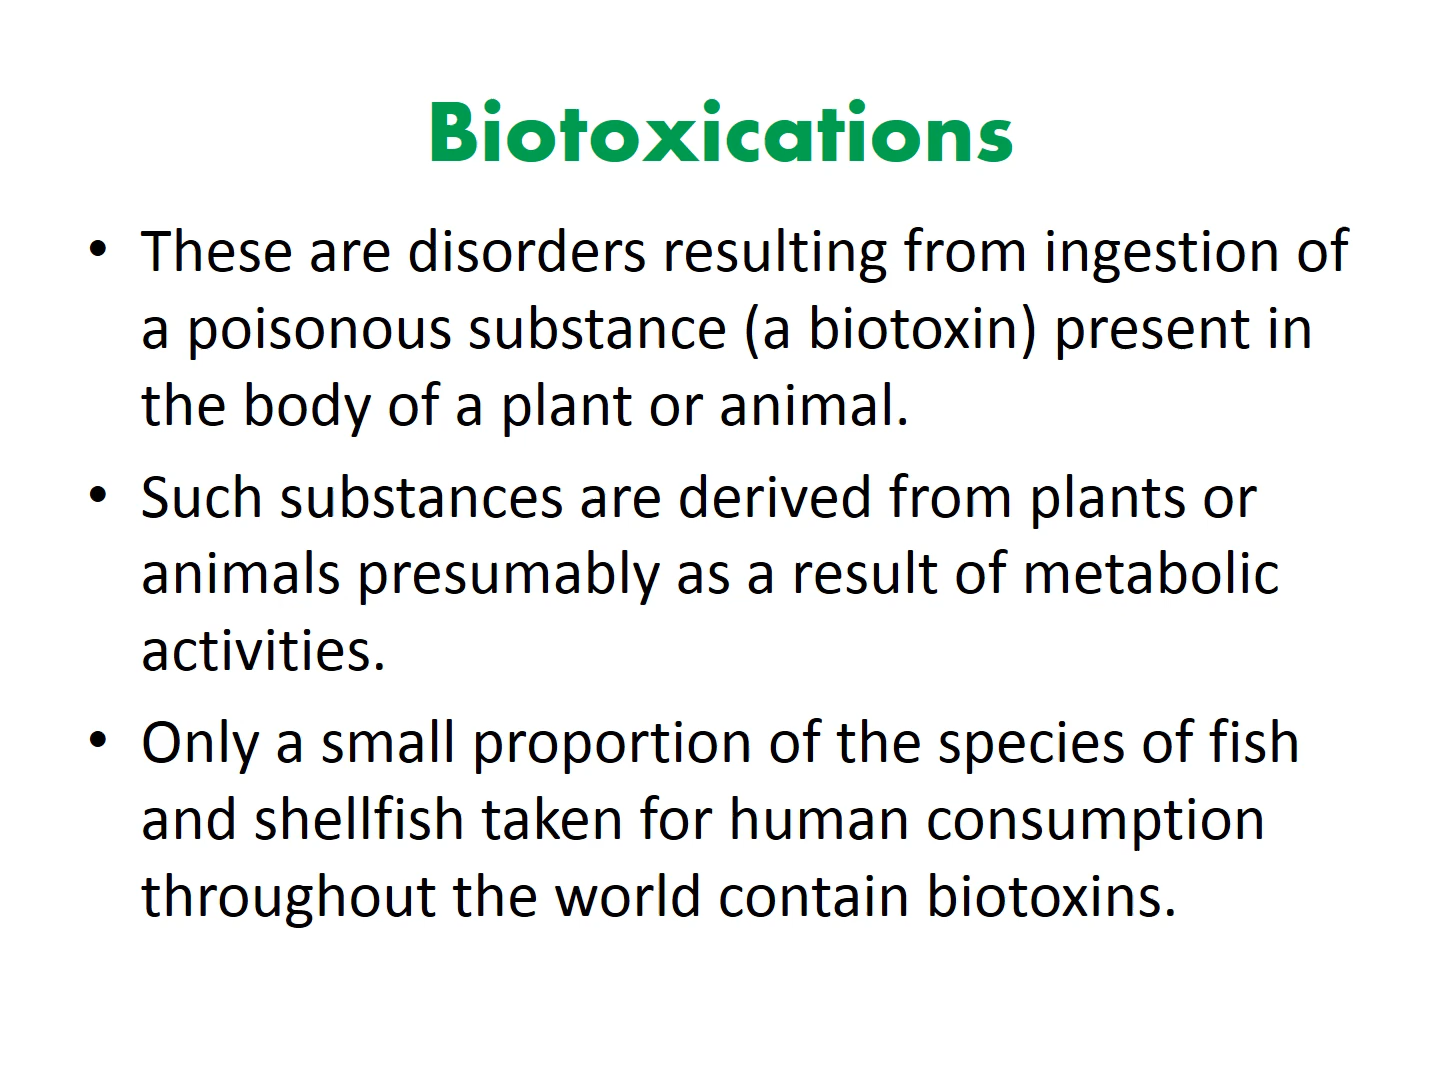 Biotoxications
• These are disorders resulting from ingestion of
a poisonous substance (a biotoxin) present in
the body of a plant or animal.
• Such substances are derived from plants or
animals presumably as a result of metabolic
activities.
• Only a small proportion of the species of fish
and shellfish taken for human consumption
throughout the world contain biotoxins.